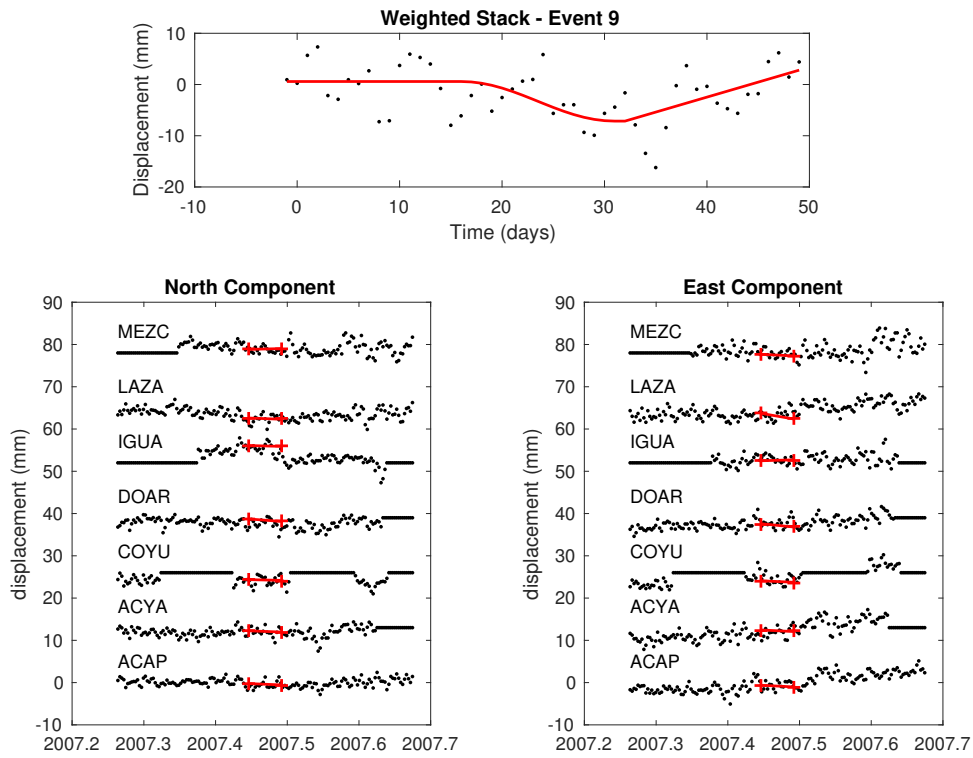 Weighted Stack - Event 9
Displacement (mm)
10
0
-10
-20
-10 0 10 20 30 40 50
Time (days)
North Component
displacement (mm)
90
80
70
60
50
40
30
20
10
0
-10
MEZC
LAZA
IGUA
DOAR
COYU
ACYA
ACAP
2007.2 2007.3 2007.4 2007.5 2007.6 2007.7
East Component
displacement (mm)
90
80
70
60
50
40
30
20
10
0
-10
MEZC
LAZA
IGUA
DOAR
COYU
ACYA
ACAP
2007.2 2007.3 2007.4 2007.5 2007.6 2007.7